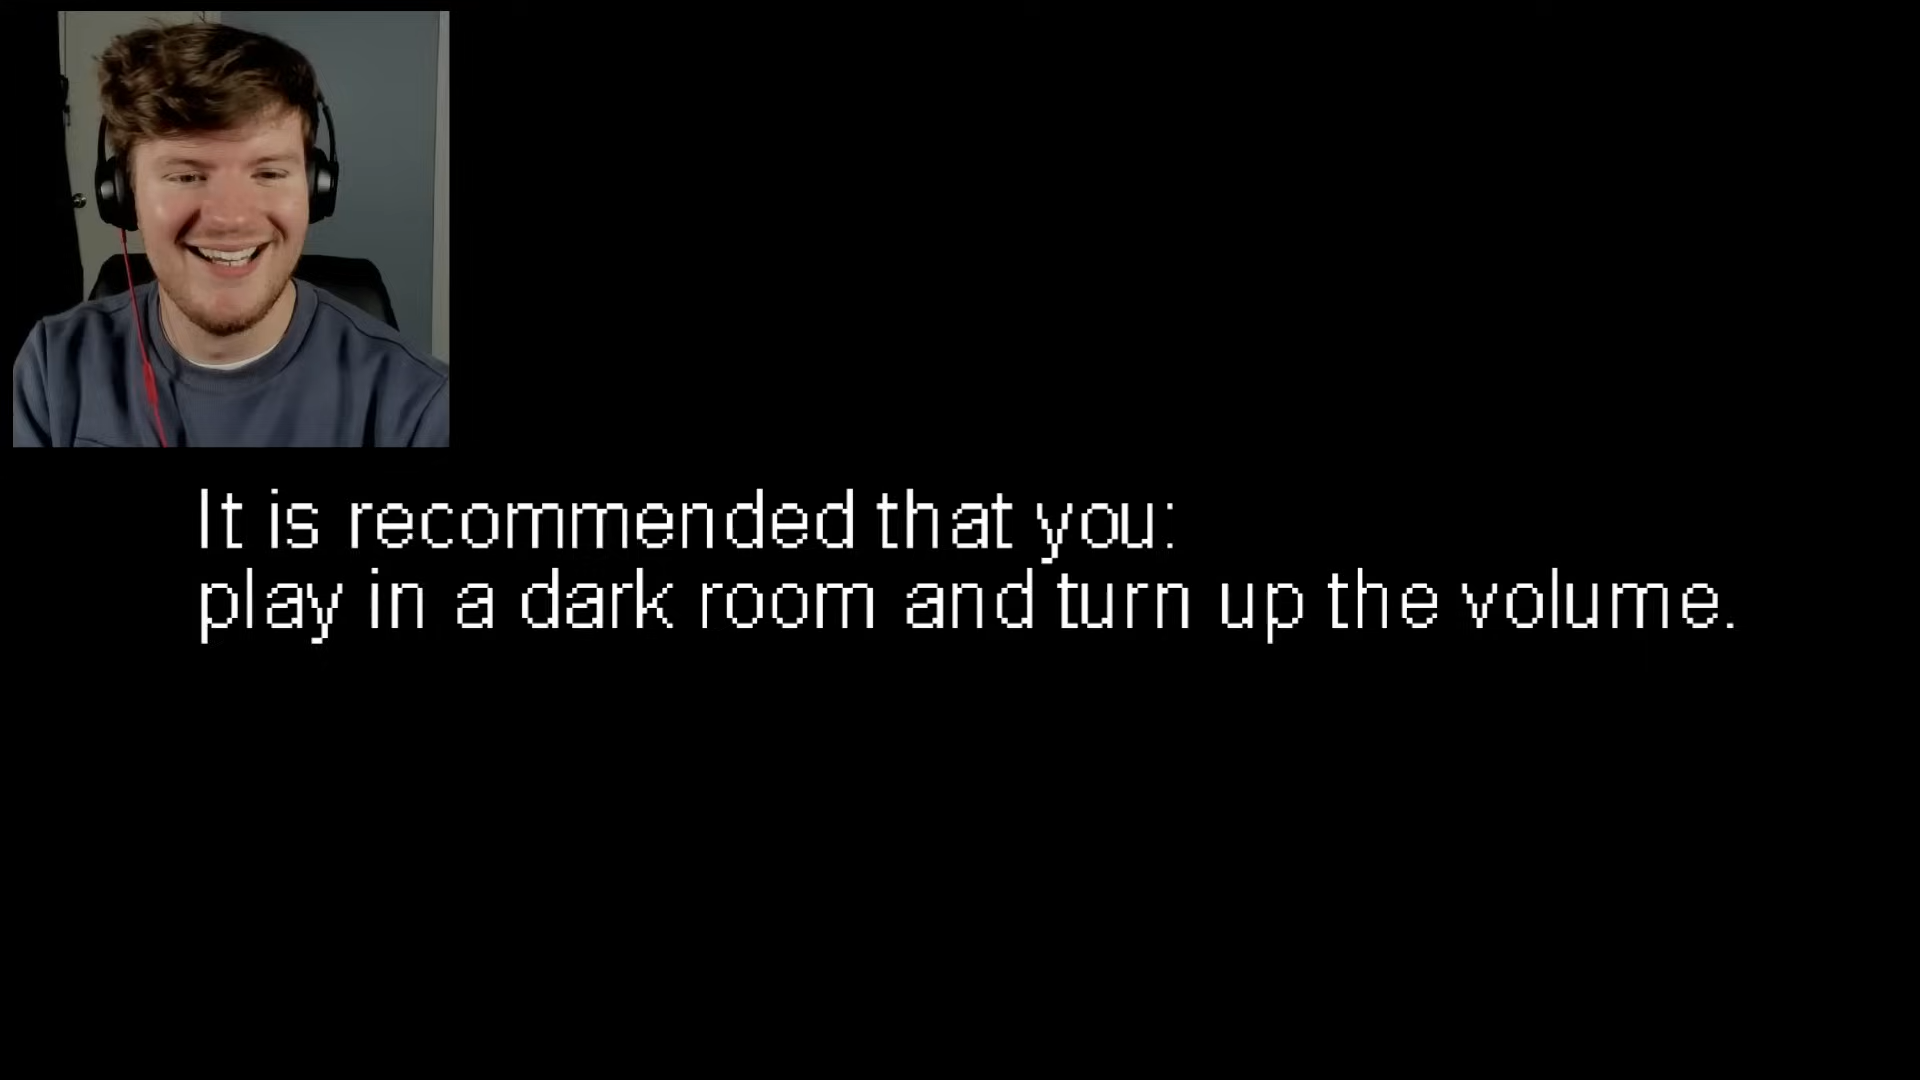 It is recommended that you:
play in a dark room and turn up the volume.